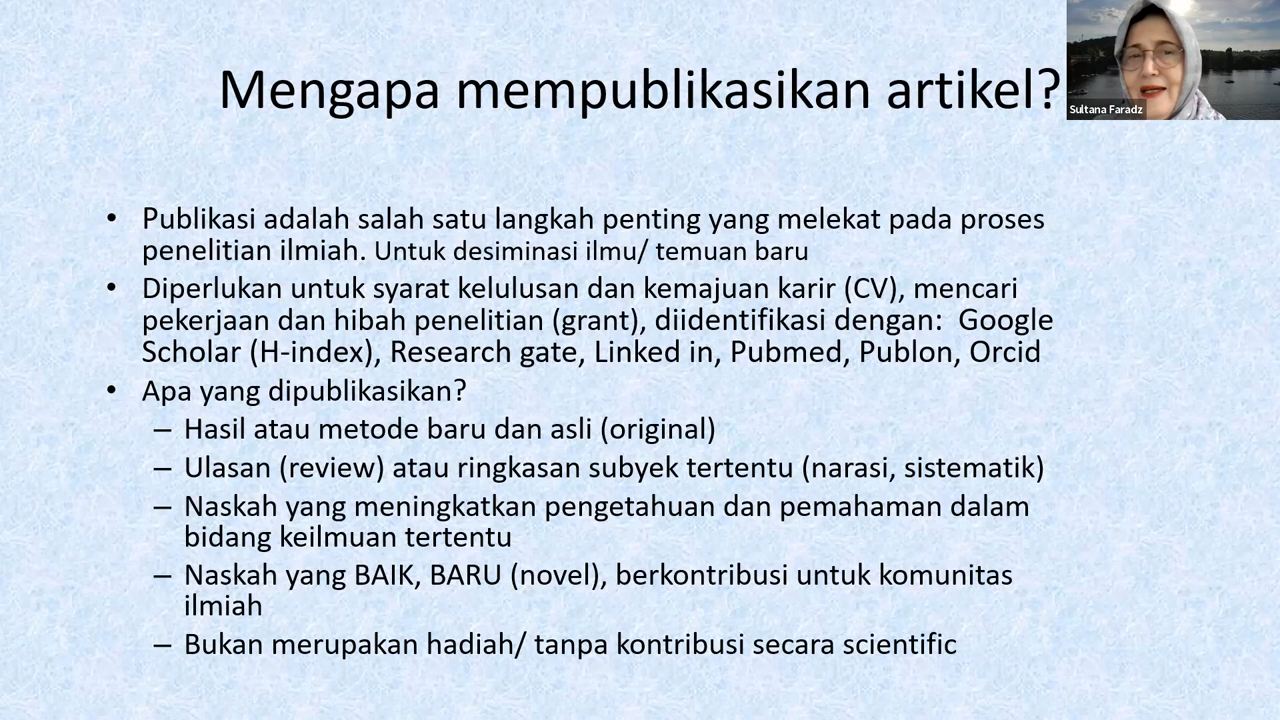 Mengapa mempublikasikan artikel?
Sultana Faradz
• Publikasi adalah salah satu langkah penting yang melekat pada proses
penelitian ilmiah. Untuk desiminasi ilmu/ temuan baru
• Diperlukan untuk syarat kelulusan dan kemajuan karir (CV), mencari
pekerjaan dan hibah penelitian (grant), diidentifikasi dengan:  Google
Scholar (H-index), Research gate, Linked in, Pubmed, Publon, Orcid
• Apa yang dipublikasikan?
– Hasil atau metode baru dan asli (original)
– Ulasan (review) atau ringkasan subyek tertentu (narasi, sistematik)
– Naskah yang meningkatkan pengetahuan dan pemahaman dalam
bidang keilmuan tertentu
– Naskah yang BAIK, BARU (novel), berkontribusi untuk komunitas
ilmiah
– Bukan merupakan hadiah/ tanpa kontribusi secara scientific